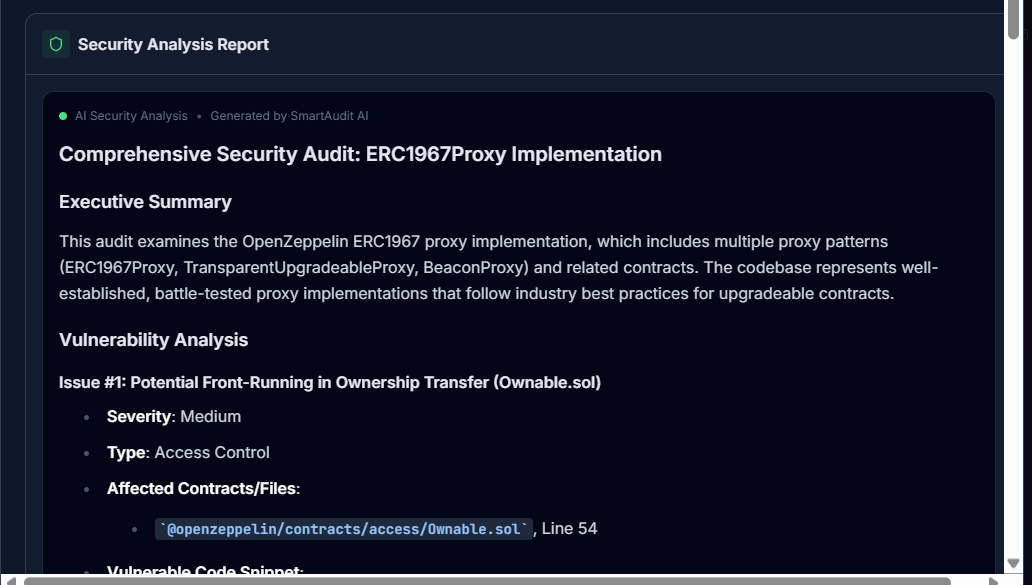 Security Analysis Report
AI Security Analysis • Generated by SmartAudit AI
Comprehensive Security Audit: ERC1967Proxy Implementation
Executive Summary
This audit examines the OpenZeppelin ERC1967 proxy implementation, which includes multiple proxy patterns
(ERC1967Proxy, TransparentUpgradeableProxy, BeaconProxy) and related contracts. The codebase represents well-
established, battle-tested proxy implementations that follow industry best practices for upgradeable contracts.
Vulnerability Analysis
Issue #1: Potential Front-Running in Ownership Transfer (Ownable.sol)
• Severity: Medium
• Type: Access Control
• Affected Contracts/Files:
• `@openzeppelin/contracts/access/Ownable.sol`, Line 54
• Vulnerable Code Snippet: